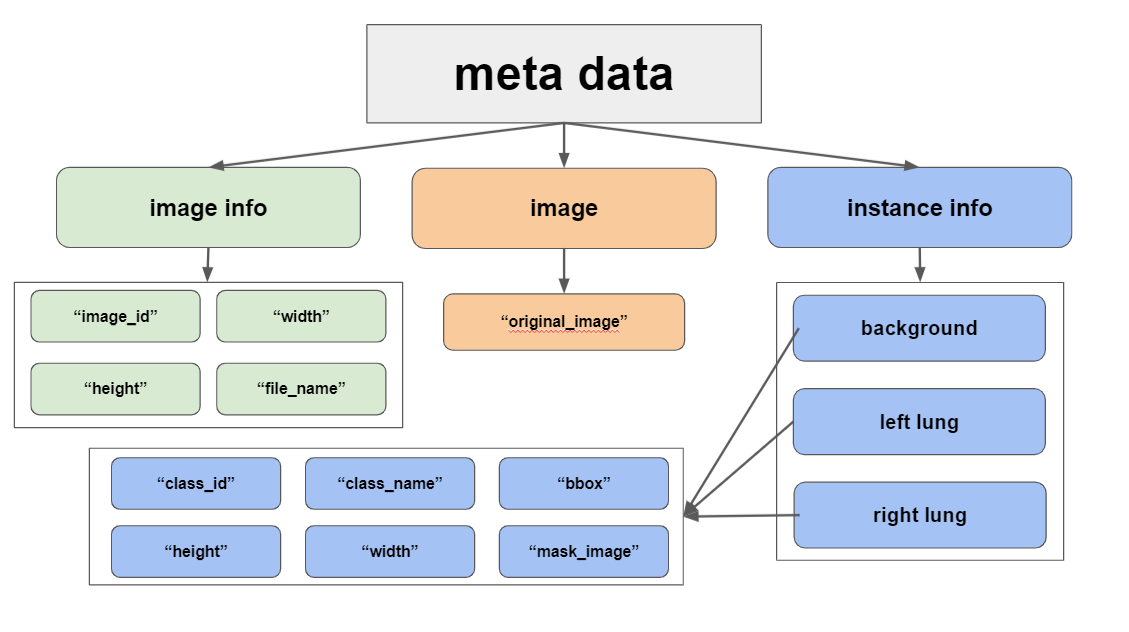 meta data
image info
image
instance info
“image_id”
“width”
“height”
“file_name”
“original_image”
background
left lung
right lung
“class_id”
“class_name”
“bbox”
“height”
“width”
“mask_image”